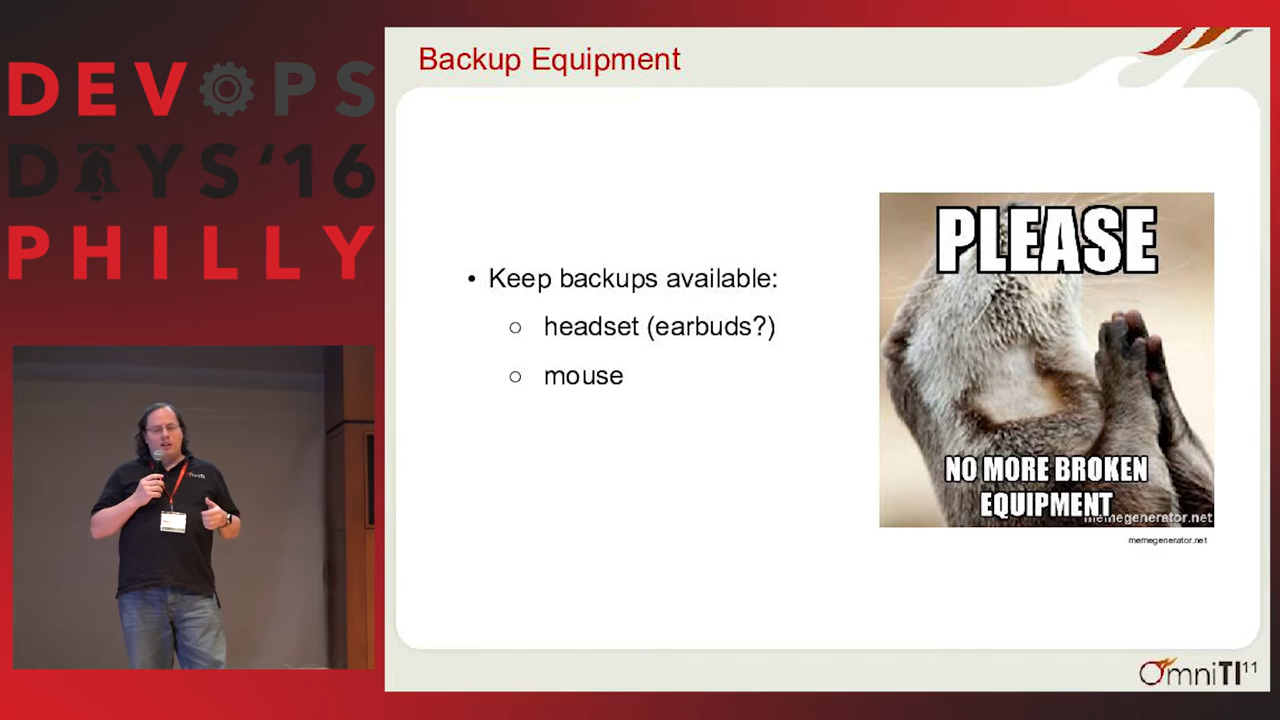 DEVOPS
DAYS '16
PHILLY
Backup Equipment
• Keep backups available:
○ headset (earbuds?)
○ mouse
PLEASE
NO MORE BROKEN
EQUIPMENT
memegenerator.net
memegenerator.net
OmniTI 11
OmniTI